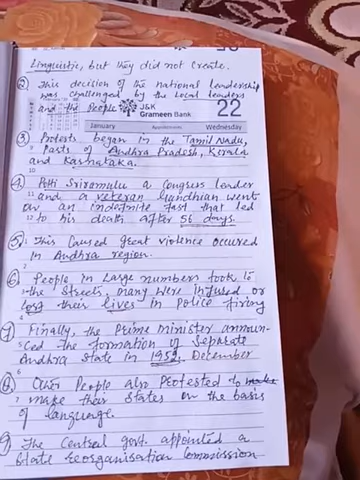 Linguistic, but they did not create.
② This decision of the national leadership
was challenged by the Local leaders
and the People
J&K
Grameen Bank
22
January
Appointments
Wednesday
③ Protests began in the Tamil Nadu,
Parts of Andhra Pradesh, Kerala
and Karnataka.
10
④ Potti Sriramulu a Congress leader
11 and a veteran Gandhian went
on an indefinite fast that led
12 to his death after 56 days.
⑤ This caused great violence occured
in Andhra region.
⑥ People in Large numbers took to
the streets, many were injused or
lost their lives in Police firing
⑦ Finally, the Prime Minister announ-
ced the formation of Separate
Andhra State in 1952, December
⑧ Other People also Protested to
make their States on the basis
of language.
⑨ The Central govt. appointed a
State reorganisation Commission